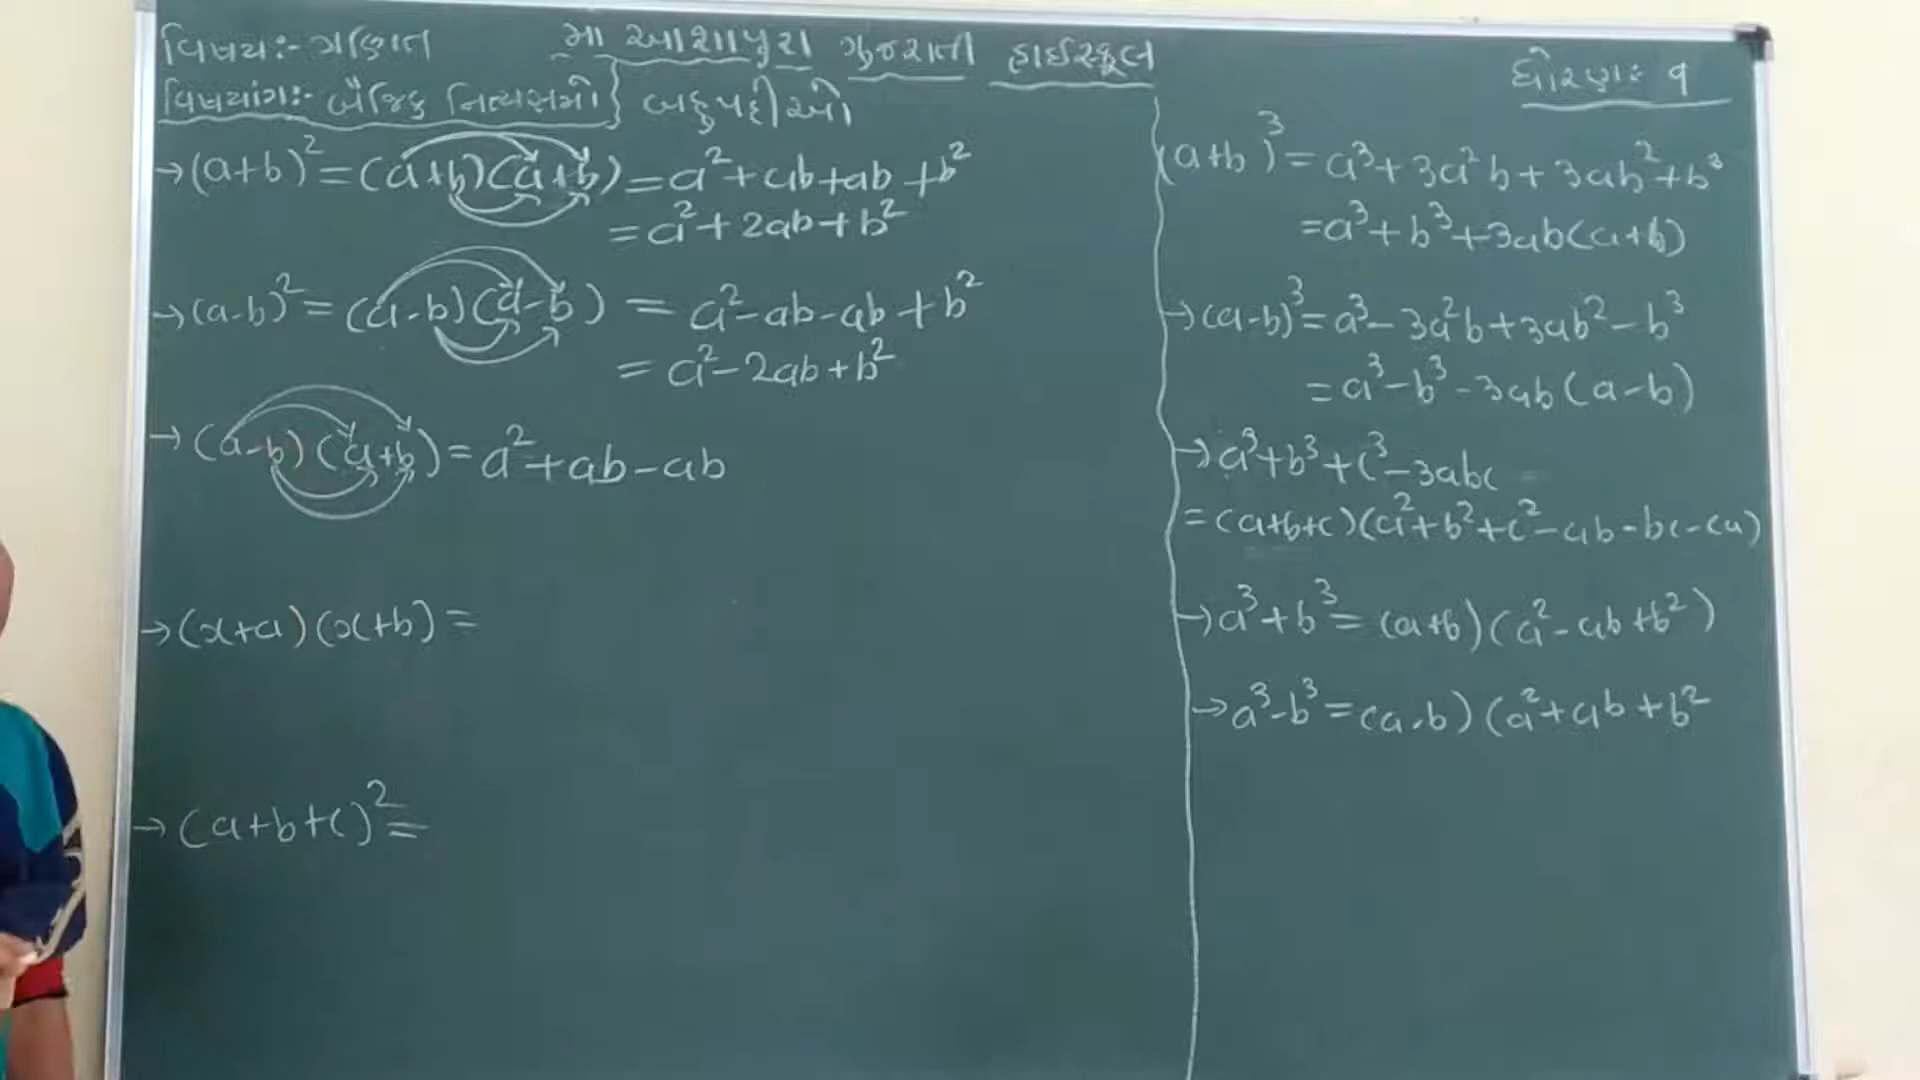 વિષય:- ગણિત મા આશાપુરા ગુજરાતી હાઈસ્કૂલ ધોરણ: ૧
વિષયાંગ:- બૈજિક નિત્યસમો} બહુપદીઓ
→(a+b)²=(a+b)(a+b)=a²+ab+ab+b²
=a²+2ab+b²
→(a-b)²=(a-b)(a-b) = a²-ab-ab+b²
= a²-2ab+b²
→(a-b)(a+b)=a²+ab-ab
→(x+a)(x+b)=
→(a+b+c)²=
(a+b)³=a³+3a²b+3ab²+b³
=a³+b³+3ab(a+b)
→(a-b)³=a³-3a²b+3ab²-b³
=a³-b³-3ab(a-b)
→a³+b³+c³-3abc
=(a+b+c)(a²+b²+c²-ab-bc-ca)
→a³+b³=(a+b)(a²-ab+b²)
→a³-b³=(a-b)(a²+ab+b²